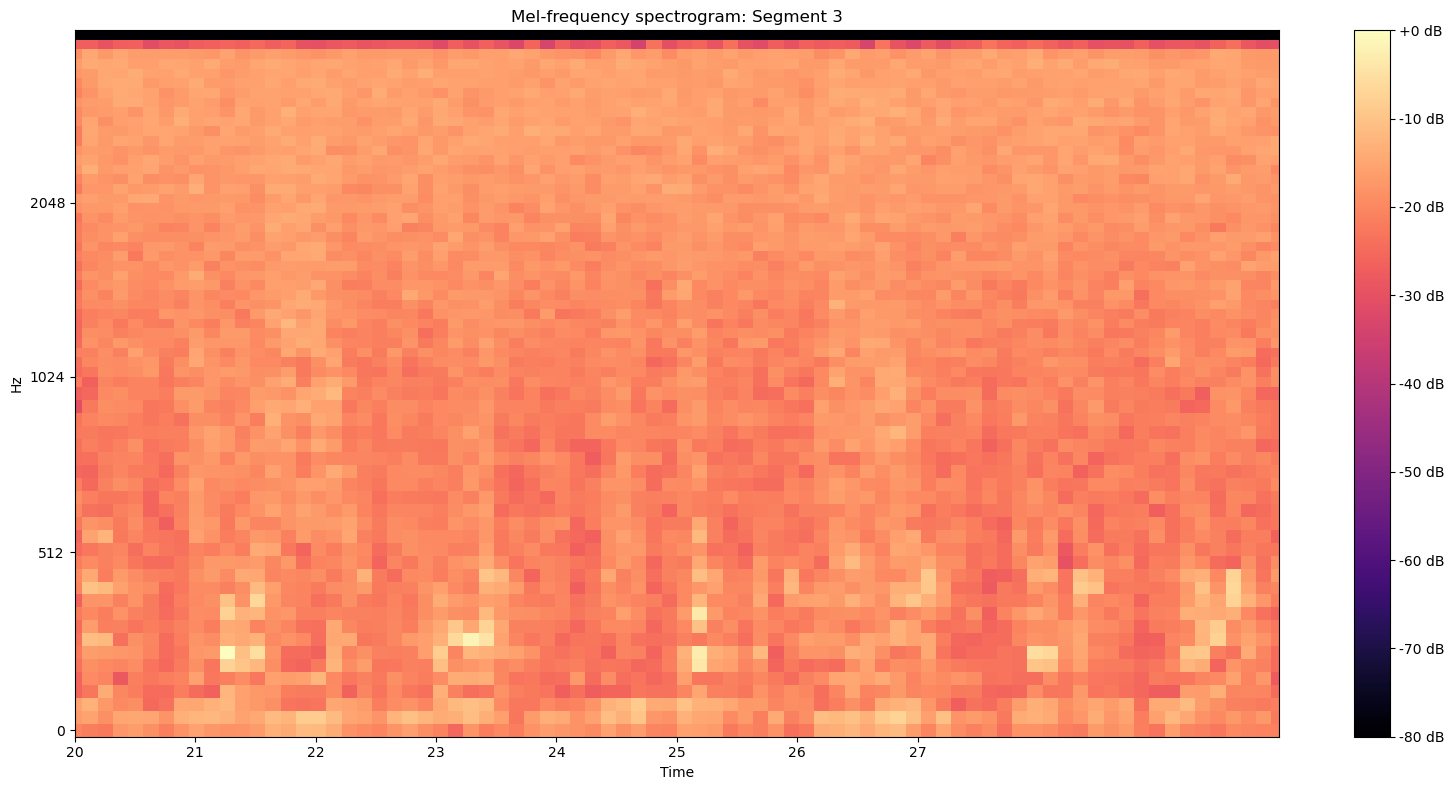 Mel-frequency spectrogram: Segment 3
+0 dB
-10 dB
-20 dB
-30 dB
-40 dB
-50 dB
-60 dB
-70 dB
-80 dB
Hz
2048
1024
512
0
20 21 22 23 24 25 26 27
Time